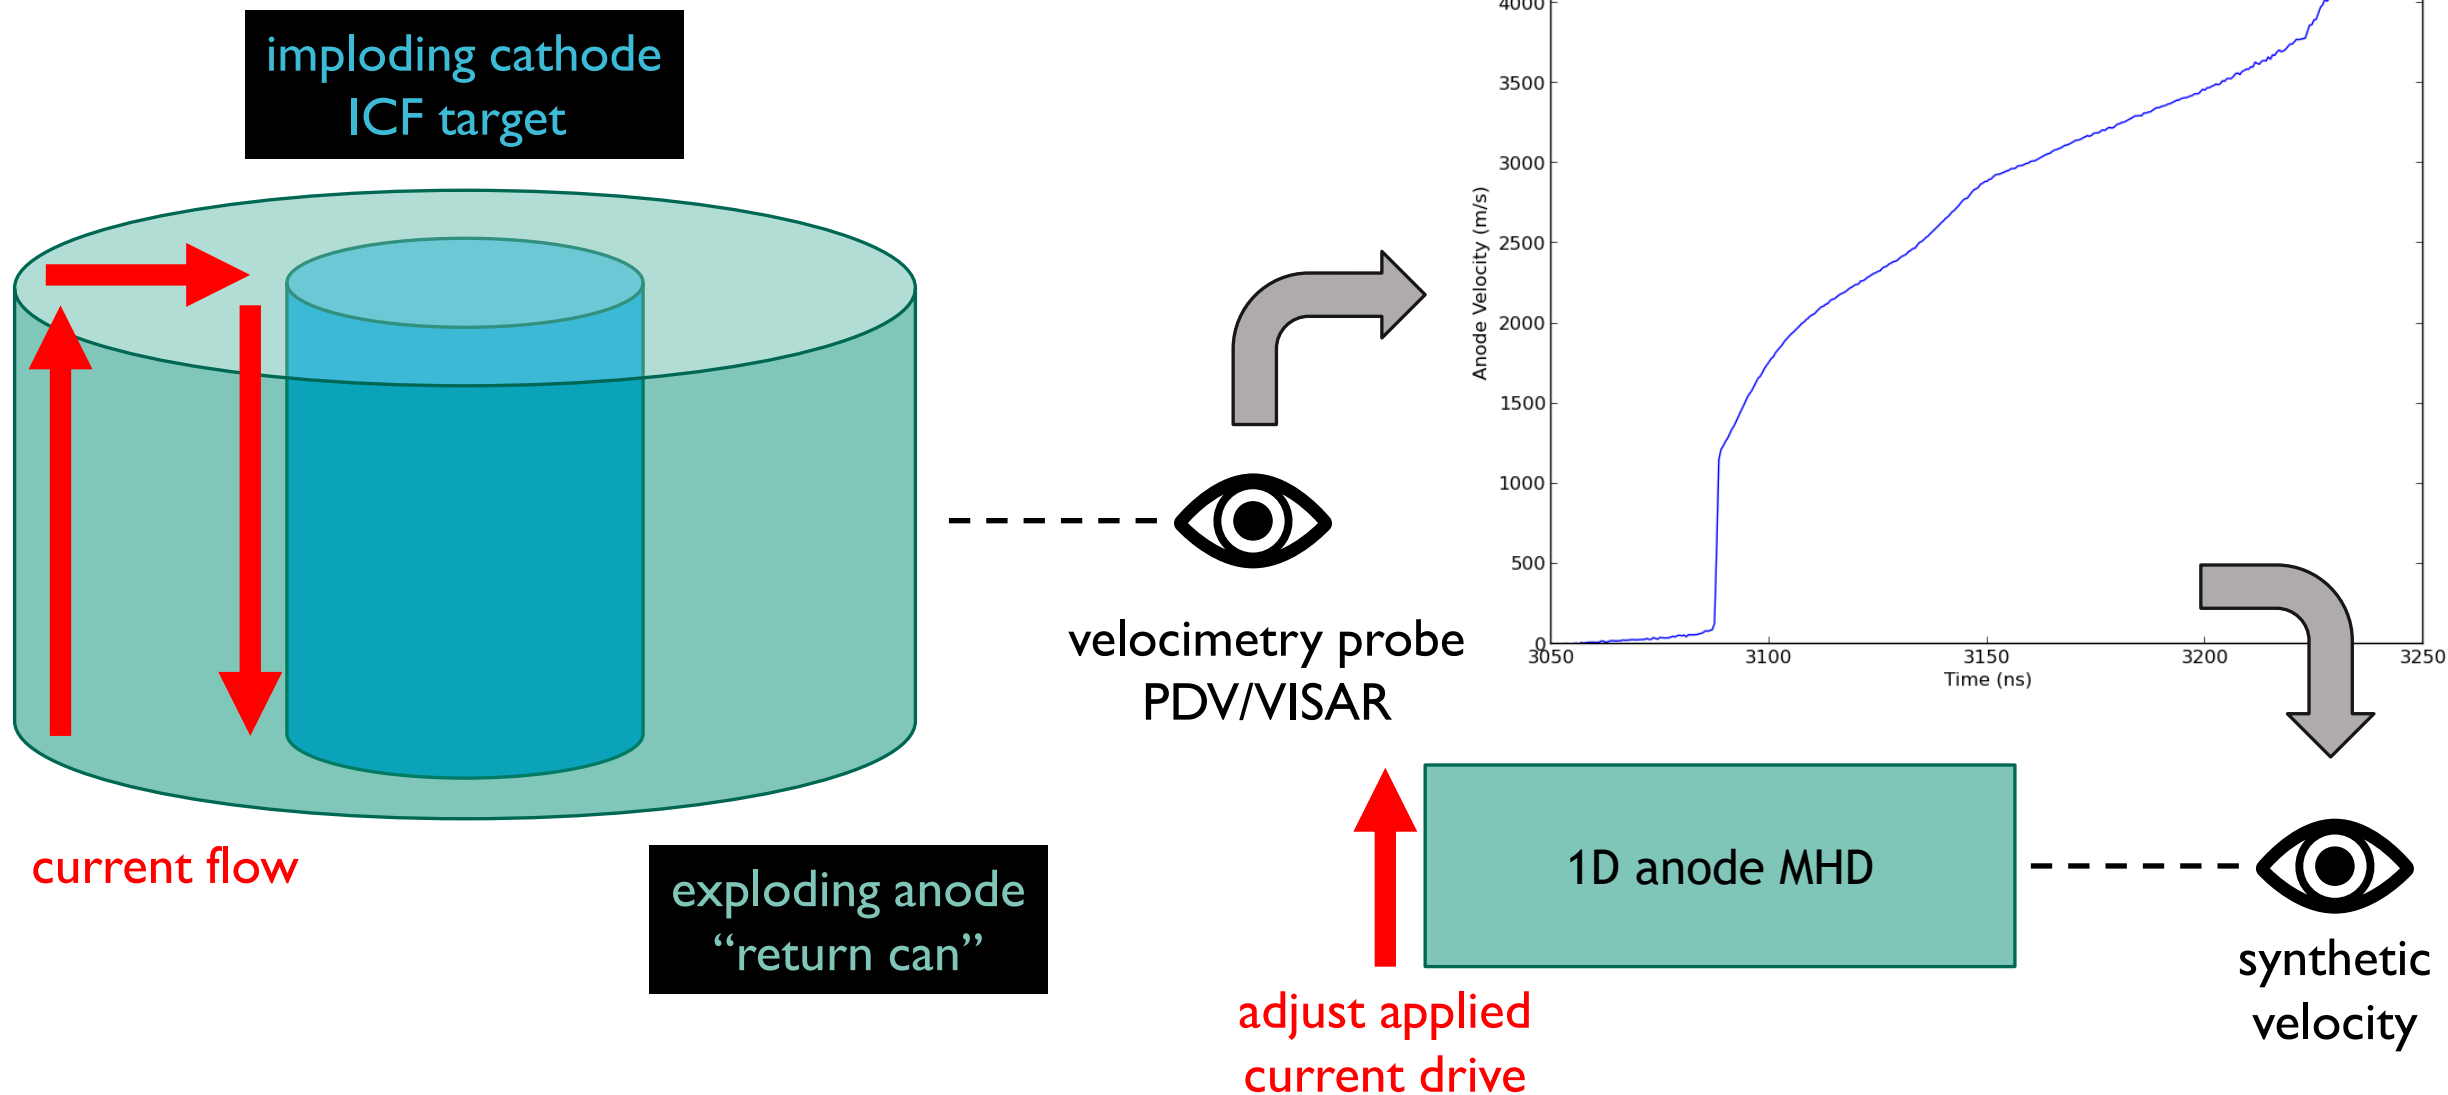 imploding cathode
ICF target
current flow
exploding anode
“return can”
velocimetry probe
PDV/VISAR
4000
3500
3000
2500
2000
1500
1000
500
0
Anode Velocity (m/s)
3050 3100 3150 3200 3250
Time (ns)
1D anode MHD
adjust applied
current drive
synthetic
velocity